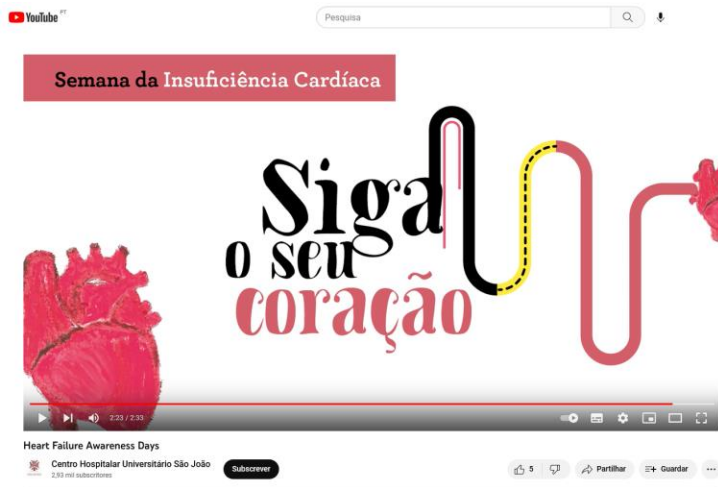 YouTube PT
Pesquisa
Semana da Insuficiência Cardíaca
Siga
o seu
coração
2:23 / 2:33
Heart Failure Awareness Days
Centro Hospitalar Universitário São João
2,93 mil subscritores
Subscrever
5
Partilhar
Guardar